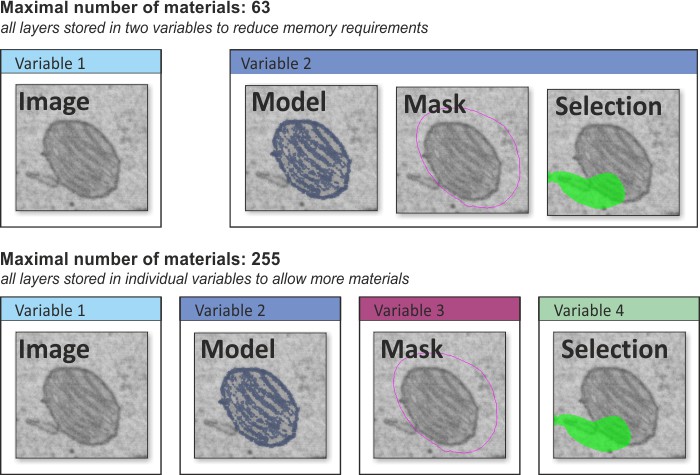 Maximal number of materials: 63
all layers stored in two variables to reduce memory requirements
Variable 1
Variable 2
Image
Model
Mask
Selection
Maximal number of materials: 255
all layers stored in individual variables to allow more materials
Variable 1
Variable 2
Variable 3
Variable 4
Image
Model
Mask
Selection